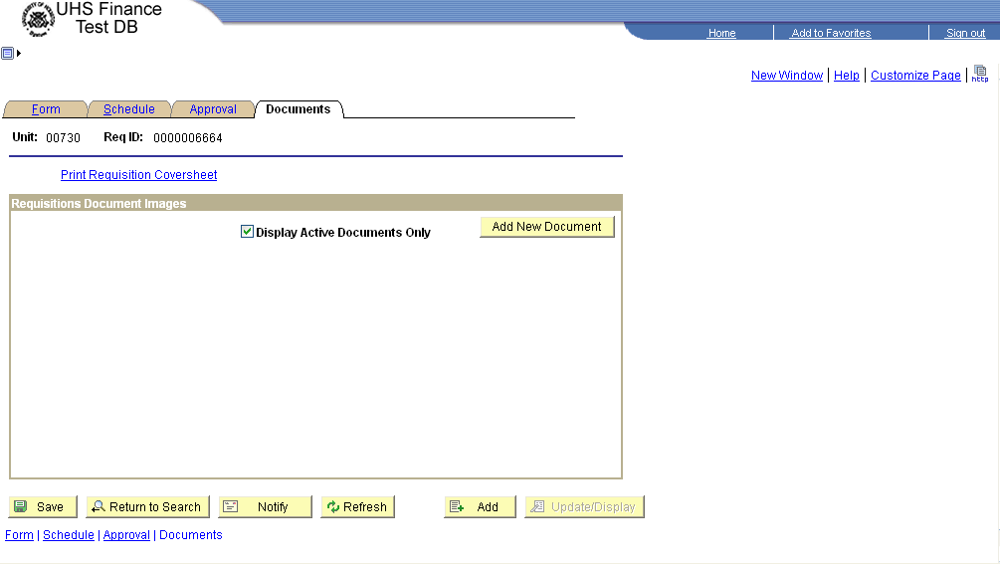 UHS Finance
Test DB
Home Add to Favorites Sign out
New Window | Help | Customize Page | http
Form Schedule Approval Documents
Unit: 00730 Req ID: 0000006664
Print Requisition Coversheet
Requisitions Document Images
Display Active Documents Only Add New Document
Save Return to Search Notify Refresh Add Update/Display
Form | Schedule | Approval | Documents